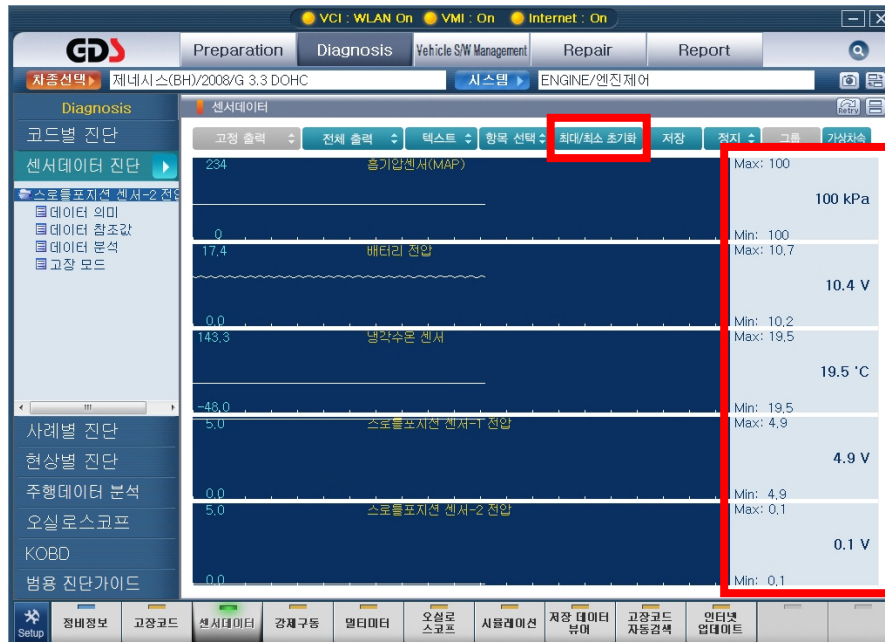 VCI : WLAN On VMI : On Internet : On
GDS
Preparation Diagnosis Vehicle S/W Management Repair Report
차종선택 제네시스(BH)/2008/G 3.3 DOHC 시스템 ENGINE/엔진제어
Diagnosis
코드별 진단
센서데이터 진단
스로틀포지션 센서-2 전압
데이터 의미
데이터 참조값
데이터 분석
고장 모드
사례별 진단
현상별 진단
주행데이터 분석
오실로스코프
KOBD
범용 진단가이드
센서데이터
Retry
고정 출력 전체 출력 텍스트 항목 선택 최대/최소 초기화 저장 정지 그룹 가상차속
234 흡기압센서(MAP) Max: 100
100 kPa
0 Min: 100
17.4 배터리 전압 Max: 10.7
10.4 V
0.0 Min: 10.2
143.3 냉각수온 센서 Max: 19.5
19.5 °C
-48.0 Min: 19.5
5.0 스로틀포지션 센서-1 전압 Max: 4.9
4.9 V
0.0 Min: 4.9
5.0 스로틀포지션 센서-2 전압 Max: 0.1
0.1 V
0.0 Min: 0.1
Setup 정비정보 고장코드 센서데이터 강제구동 멀티미터 오실로 스코프 시뮬레이션 저장 데이터 뷰어 고장코드 자동검색 인터넷 업데이트